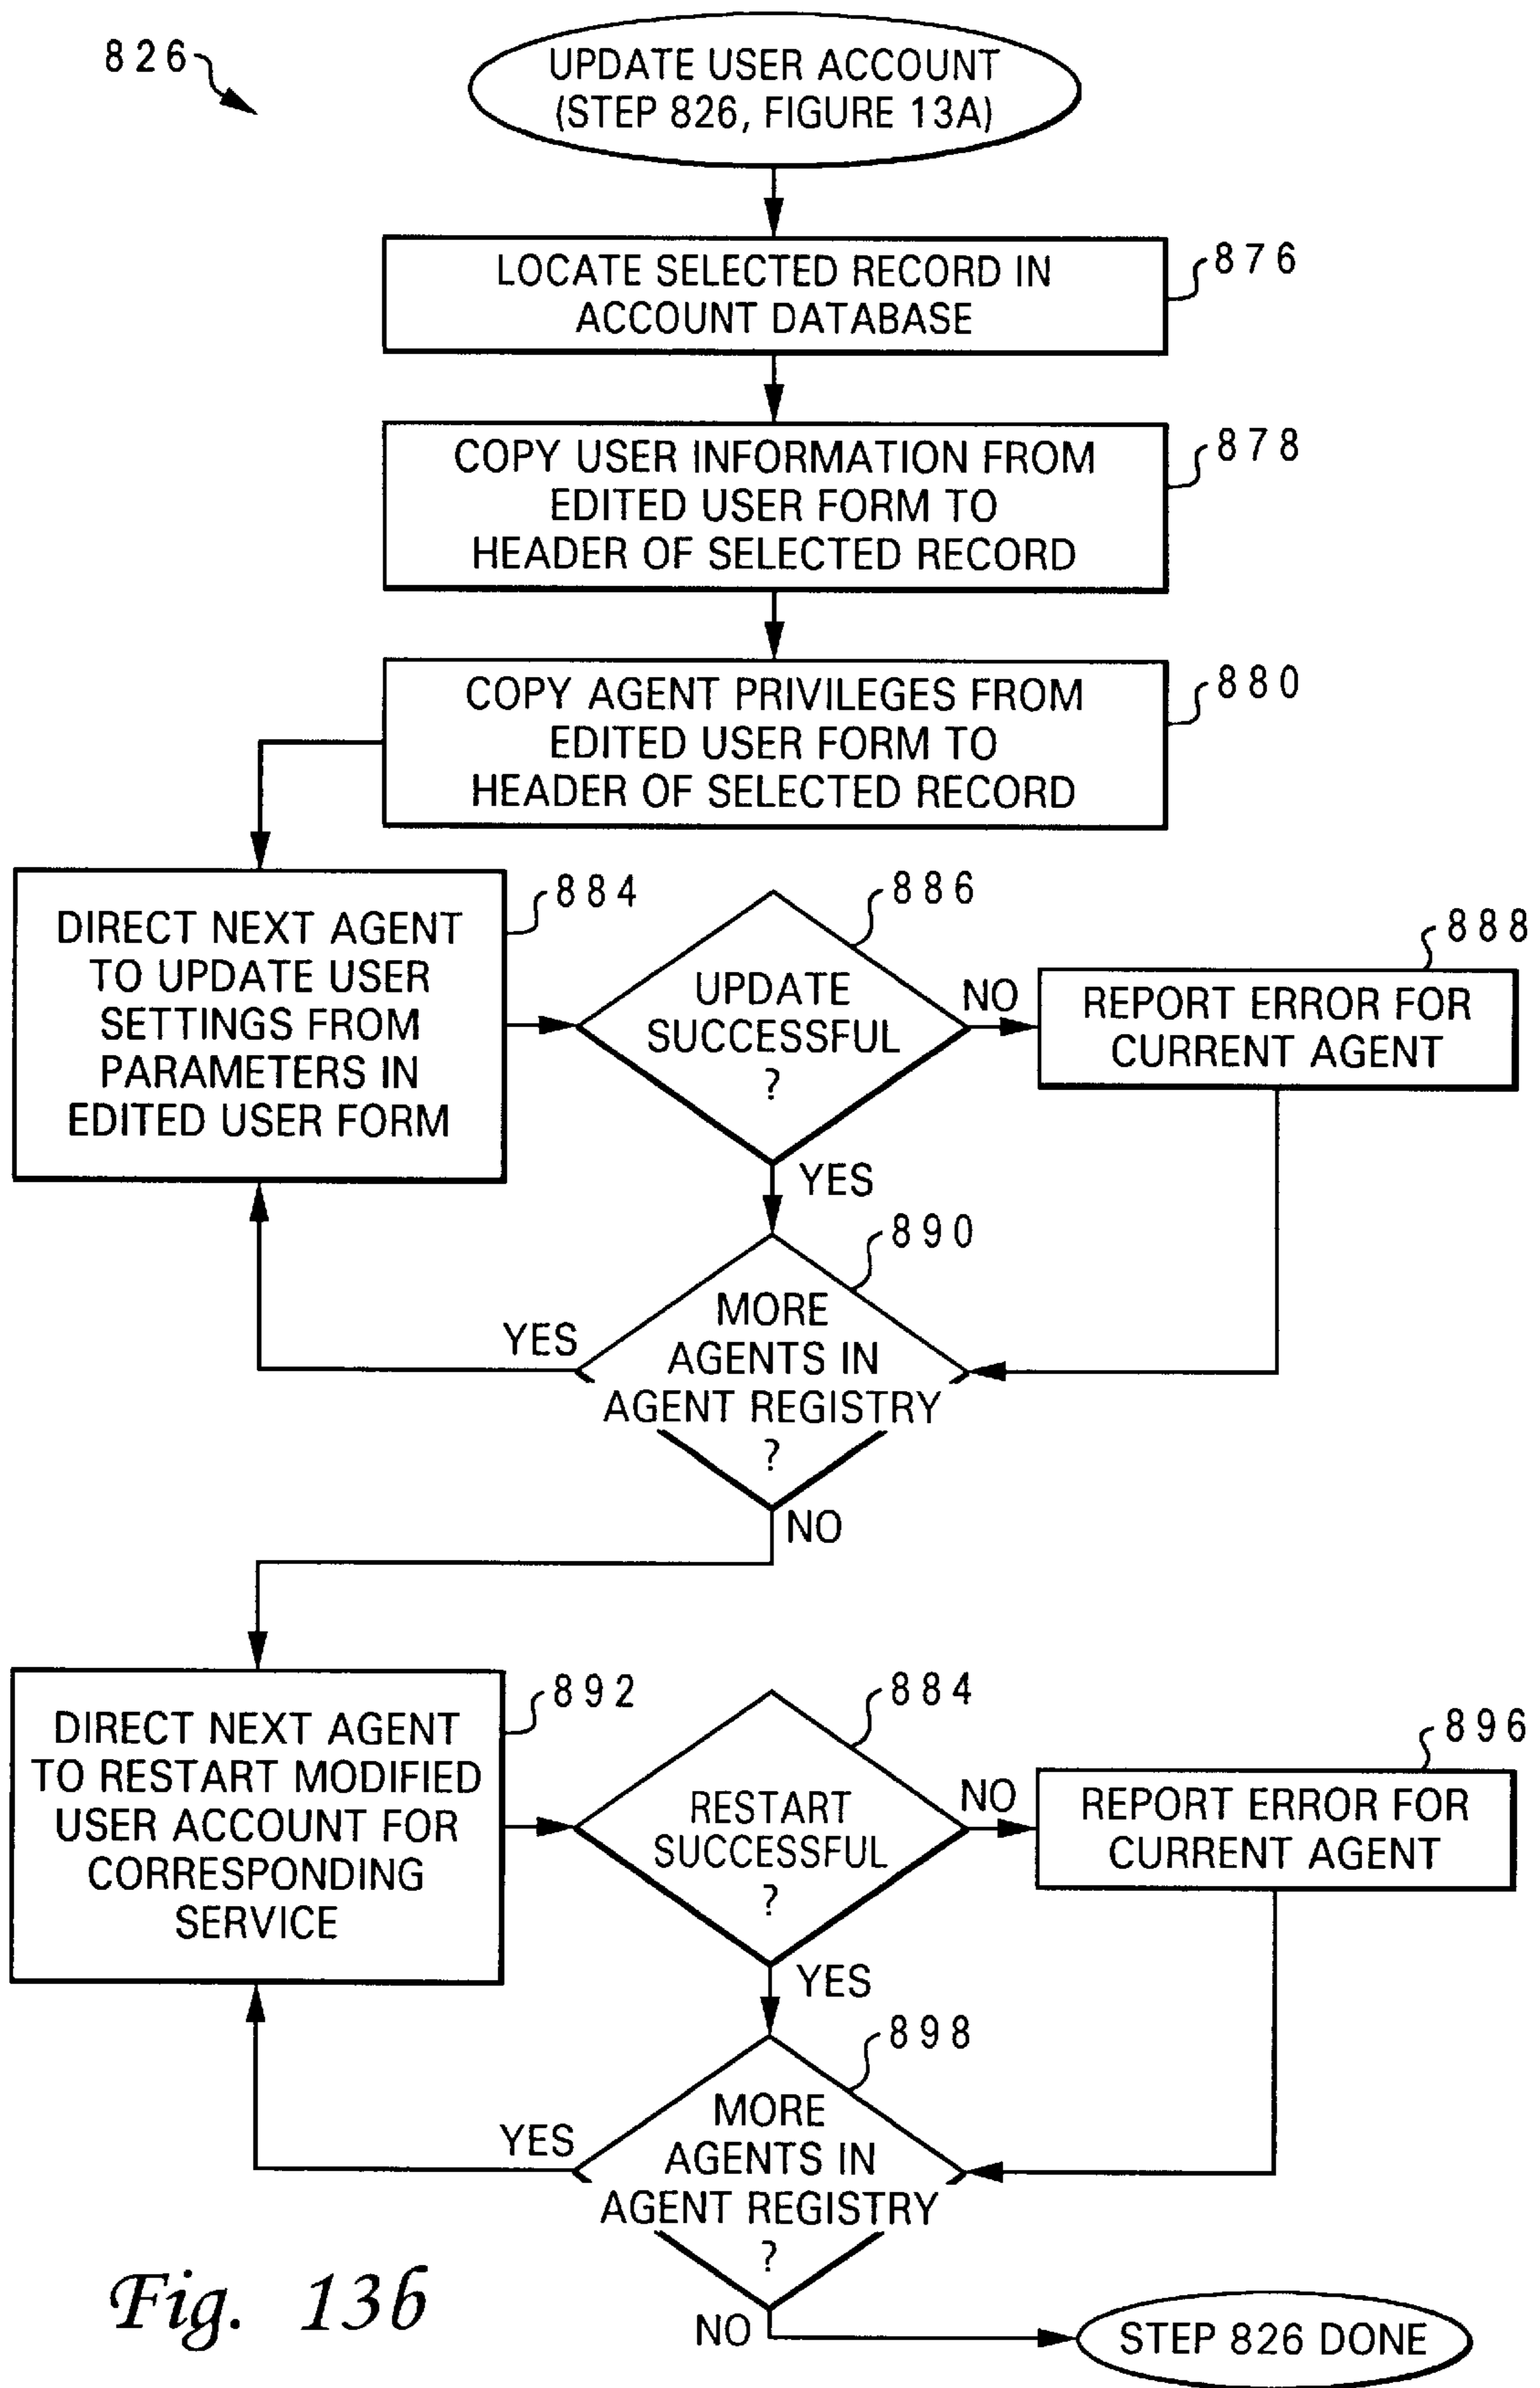 826
UPDATE USER ACCOUNT
(STEP 826, FIGURE 13A)
LOCATE SELECTED RECORD IN
ACCOUNT DATABASE
876
COPY USER INFORMATION FROM
EDITED USER FORM TO
HEADER OF SELECTED RECORD
878
COPY AGENT PRIVILEGES FROM
EDITED USER FORM TO
HEADER OF SELECTED RECORD
880
DIRECT NEXT AGENT
TO UPDATE USER
SETTINGS FROM
PARAMETERS IN
EDITED USER FORM
884
UPDATE
SUCCESSFUL
?
886
NO
REPORT ERROR FOR
CURRENT AGENT
888
YES
MORE
AGENTS IN
AGENT REGISTRY
?
890
YES
NO
DIRECT NEXT AGENT
TO RESTART MODIFIED
USER ACCOUNT FOR
CORRESPONDING
SERVICE
892
RESTART
SUCCESSFUL
?
884
NO
REPORT ERROR FOR
CURRENT AGENT
896
YES
MORE
AGENTS IN
AGENT REGISTRY
?
898
YES
NO
STEP 826 DONE
Fig. 13b